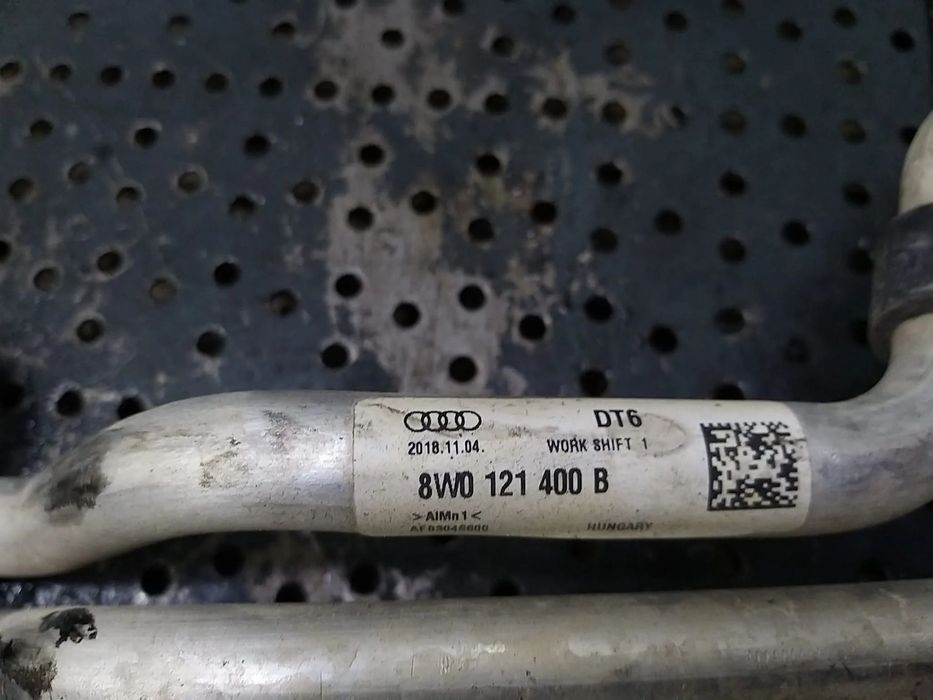 DT6
2018.11.04.
WORK SHIFT 1
8W0 121 400 B
>AlMn1<
HUNGARY